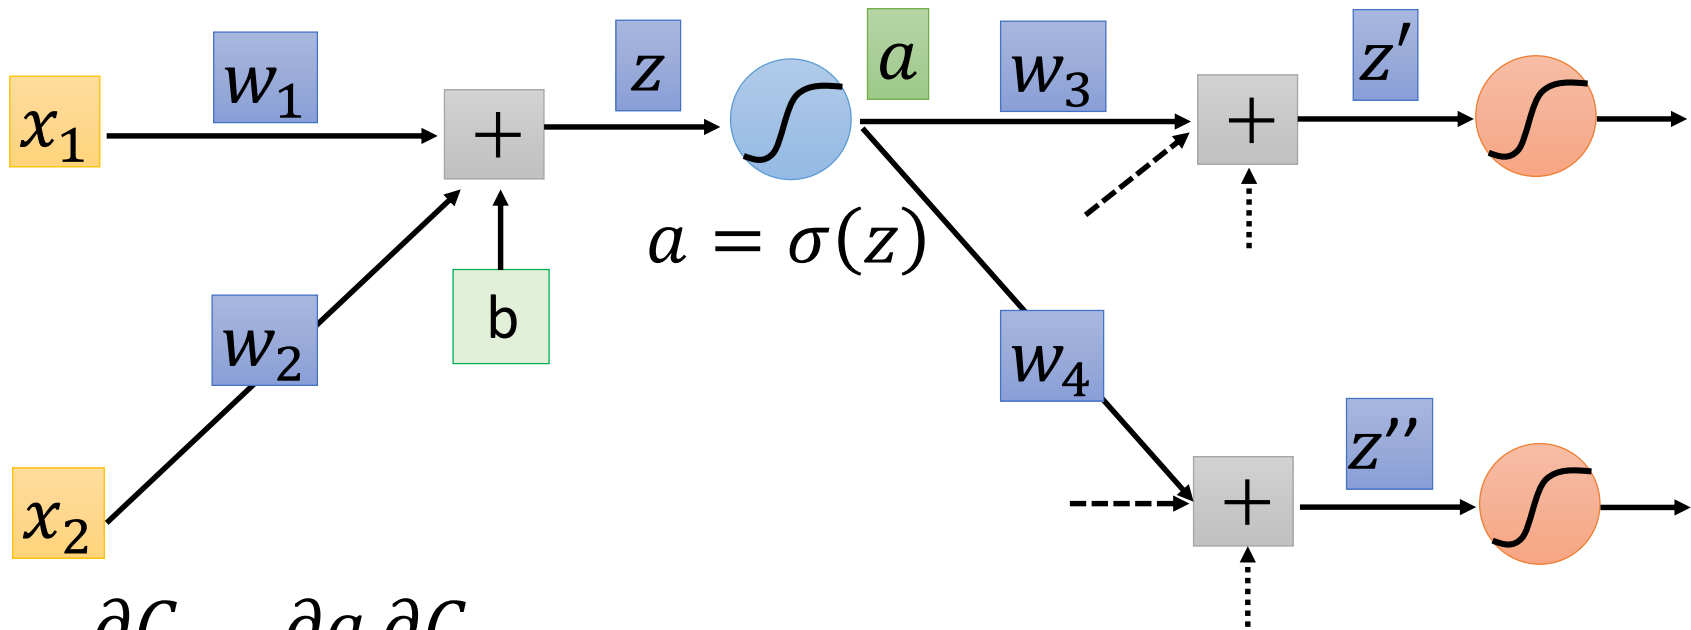 x₁ w₁ + z a w₃ + z′
a = σ(z)
w₂ b w₄
x₂ + z′′
∂C ∂a ∂C